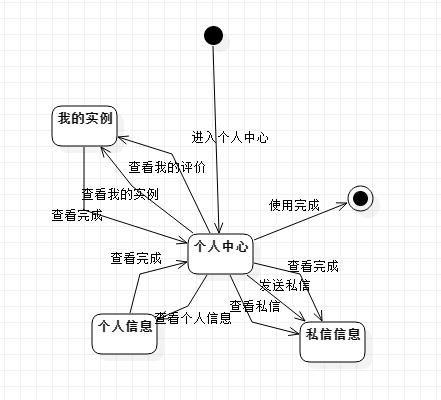 我的实例
进入个人中心
查看我的评价
查看我的实例
查看完成
使用完成
个人中心
查看完成
查看完成
发送私信
查看私信
查看个人信息
个人信息
私信信息